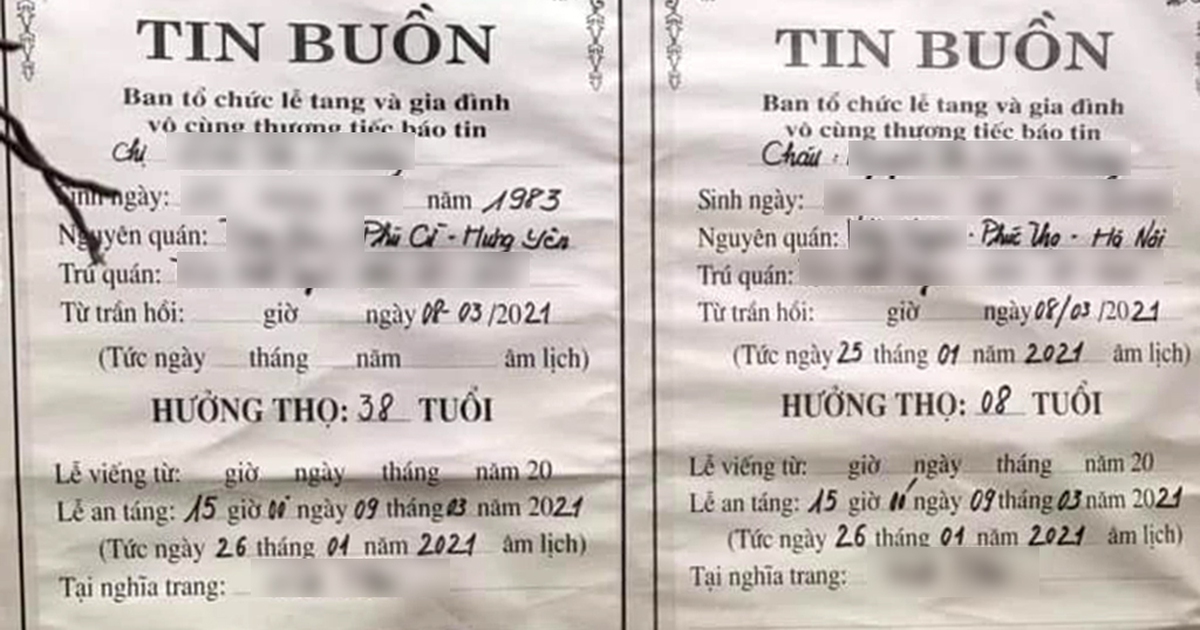 TIN BUỒN
Ban tổ chức lễ tang và gia đình
vô cùng thương tiếc báo tin
Chị
Sinh ngày: năm 1983
Nguyên quán: Phù Cừ - Hưng Yên
Trú quán:
Từ trần hồi: giờ ngày 08-03/2021
(Tức ngày tháng năm âm lịch)
HƯỞNG THỌ: 38 TUỔI
Lễ viếng từ: giờ ngày tháng năm 20
Lễ an táng: 15 giờ 00 ngày 09 tháng 03 năm 2021
(Tức ngày 26 tháng 01 năm 2021 âm lịch)
Tại nghĩa trang:
TIN BUỒN
Ban tổ chức lễ tang và gia đình
vô cùng thương tiếc báo tin
Cháu:
Sinh ngày:
Nguyên quán: - Phúc Thọ - Hà Nội
Trú quán:
Từ trần hồi: giờ ngày 08/03/2021
(Tức ngày 25 tháng 01 năm 2021 âm lịch)
HƯỞNG THỌ: 08 TUỔI
Lễ viếng từ: giờ ngày tháng năm 20
Lễ an táng: 15 giờ 00 ngày 09 tháng 03 năm 2021
(Tức ngày 26 tháng 01 năm 2021 âm lịch)
Tại nghĩa trang: